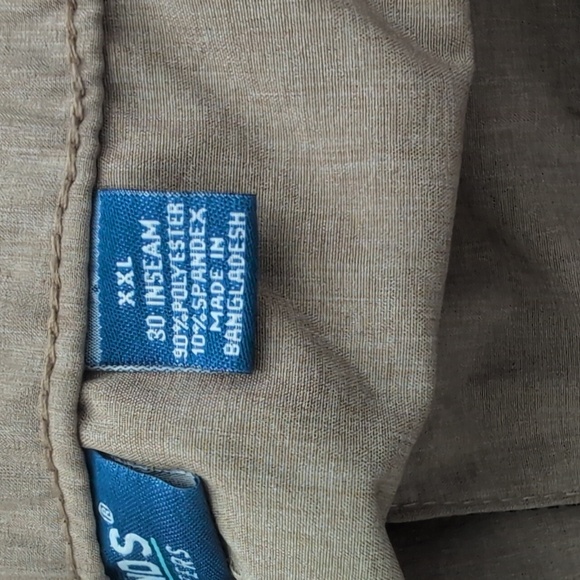 XXL
30 INSEAM
90% POLYESTER
10% SPANDEX
MADE IN
BANGLADESH
®